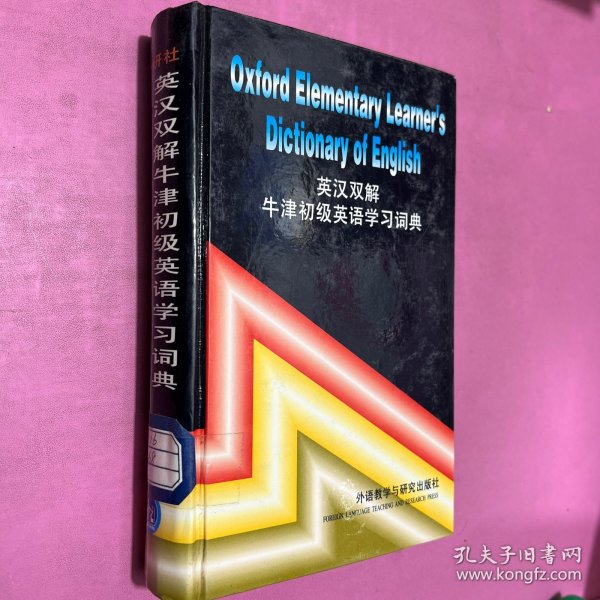 Oxford Elementary Learner's
Dictionary of English
英汉双解
牛津初级英语学习词典
外语教学与研究出版社
FOREIGN LANGUAGE TEACHING AND RESEARCH PRESS
研社
英汉双解牛津初级英语学习词典
孔夫子旧书网
www.kongfz.com